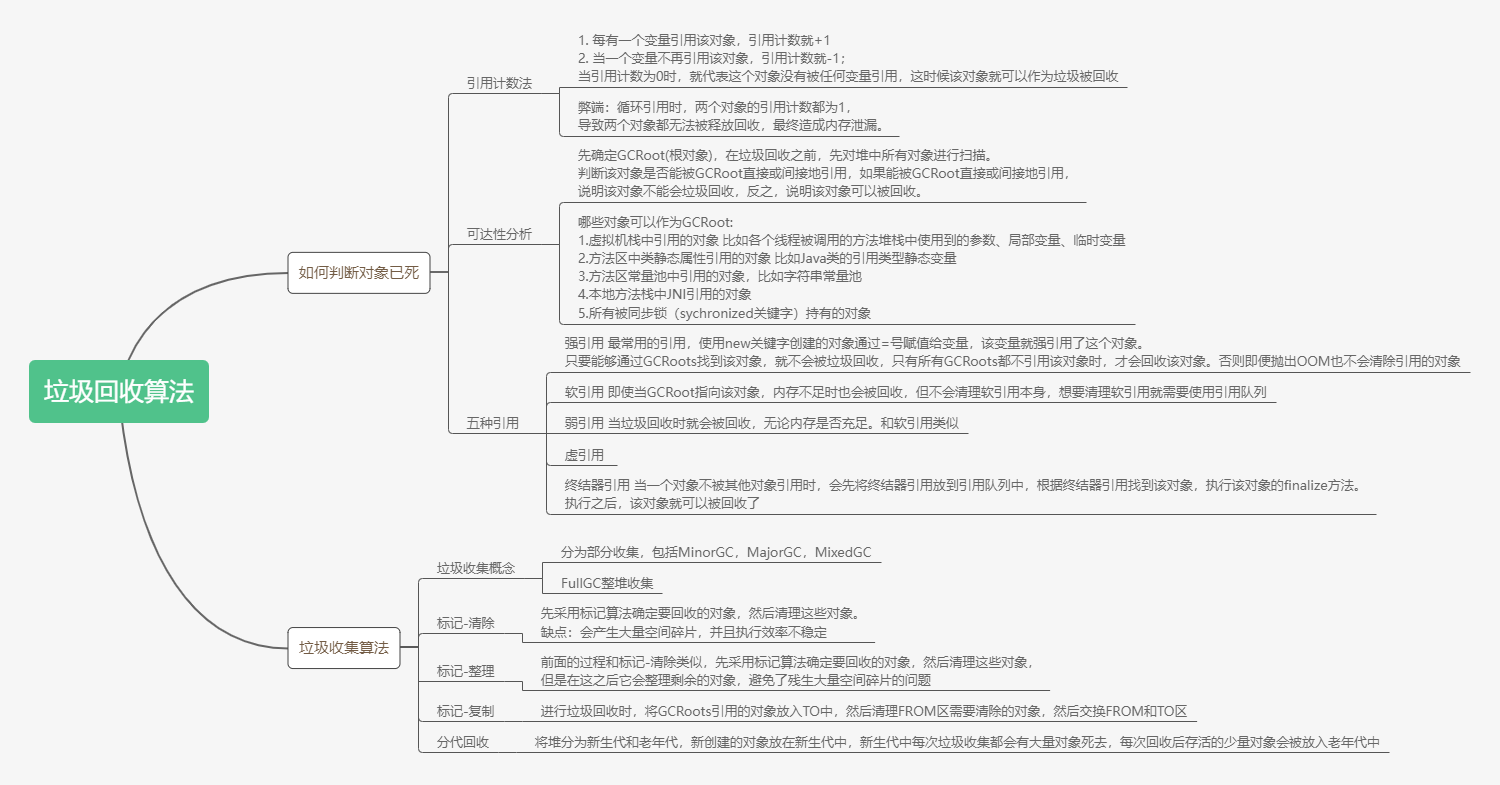 垃圾回收算法
如何判断对象已死
引用计数法
1. 每有一个变量引用该对象，引用计数就+1
2. 当一个变量不再引用该对象，引用计数就-1；
当引用计数为0时，就代表这个对象没有被任何变量引用，这时候该对象就可以作为垃圾被回收
弊端：循环引用时，两个对象的引用计数都为1，
导致两个对象都无法被释放回收，最终造成内存泄漏。
可达性分析
先确定GCRoot(根对象)，在垃圾回收之前，先对堆中所有对象进行扫描。
判断该对象是否能被GCRoot直接或间接地引用，如果能被GCRoot直接或间接地引用，
说明该对象不能会垃圾回收，反之，说明该对象可以被回收。
哪些对象可以作为GCRoot:
1.虚拟机栈中引用的对象 比如各个线程被调用的方法堆栈中使用到的参数、局部变量、临时变量
2.方法区中类静态属性引用的对象 比如Java类的引用类型静态变量
3.方法区常量池中引用的对象，比如字符串常量池
4.本地方法栈中JNI引用的对象
5.所有被同步锁（sychronized关键字）持有的对象
五种引用
强引用 最常用的引用，使用new关键字创建的对象通过=号赋值给变量，该变量就强引用了这个对象。
只要能够通过GCRoots找到该对象，就不会被垃圾回收，只有所有GCRoots都不引用该对象时，才会回收该对象。否则即便抛出OOM也不会清除引用的对象
软引用 即使当GCRoot指向该对象，内存不足时也会被回收，但不会清理软引用本身，想要清理软引用就需要使用引用队列
弱引用 当垃圾回收时就会被回收，无论内存是否充足。和软引用类似
虚引用
终结器引用 当一个对象不被其他对象引用时，会先将终结器引用放到引用队列中，根据终结器引用找到该对象，执行该对象的finalize方法。
执行之后，该对象就可以被回收了
垃圾收集算法
垃圾收集概念
分为部分收集，包括MinorGC，MajorGC，MixedGC
FullGC整堆收集
标记-清除
先采用标记算法确定要回收的对象，然后清理这些对象。
缺点：会产生大量空间碎片，并且执行效率不稳定
标记-整理
前面的过程和标记-清除类似，先采用标记算法确定要回收的对象，然后清理这些对象，
但是在这之后它会整理剩余的对象，避免了残生大量空间碎片的问题
标记-复制
进行垃圾回收时，将GCRoots引用的对象放入TO中，然后清理FROM区需要清除的对象，然后交换FROM和TO区
分代回收
将堆分为新生代和老年代，新创建的对象放在新生代中，新生代中每次垃圾收集都会有大量对象死去，每次回收后存活的少量对象会被放入老年代中